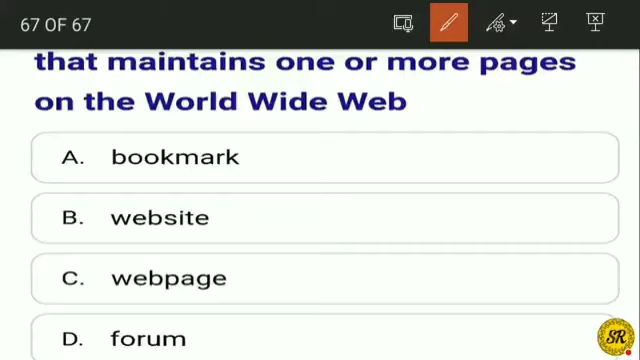 67 OF 67
that maintains one or more pages
on the World Wide Web
A. bookmark
B. website
C. webpage
D. forum
SR